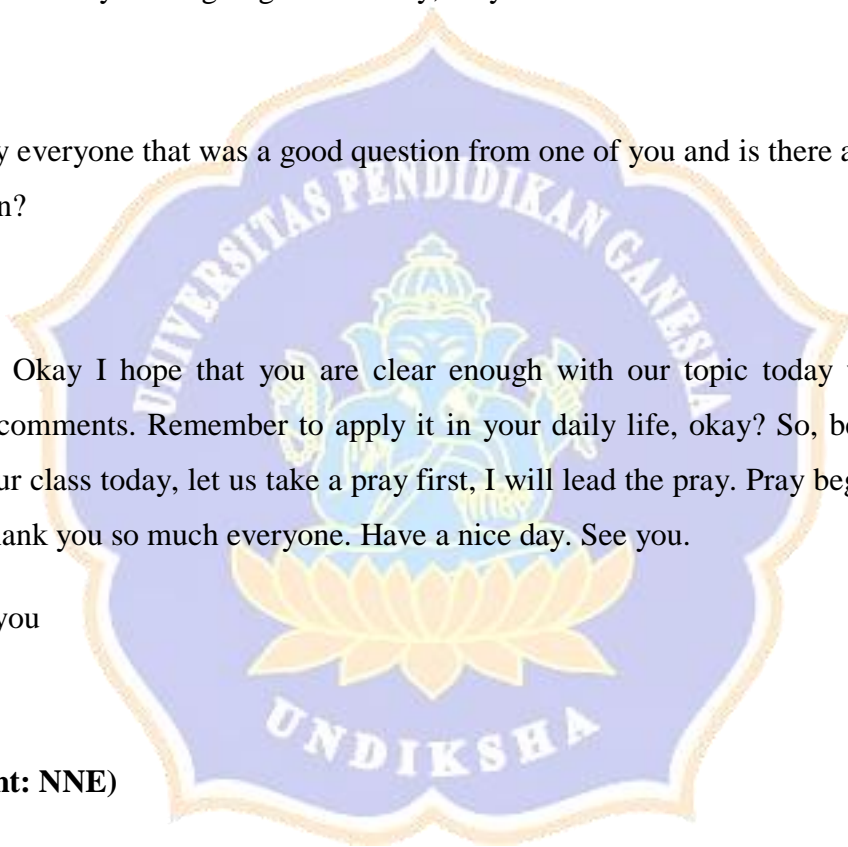 y everyone that was a good question from one of you and is there a
n?
UNIVERSITAS PENDIDIKAN GANESHA
Okay I hope that you are clear enough with our topic today
comments. Remember to apply it in your daily life, okay? So, be
ur class today, let us take a pray first, I will lead the pray. Pray beg
ank you so much everyone. Have a nice day. See you.
you
UNDIKSHA
nt: NNE)